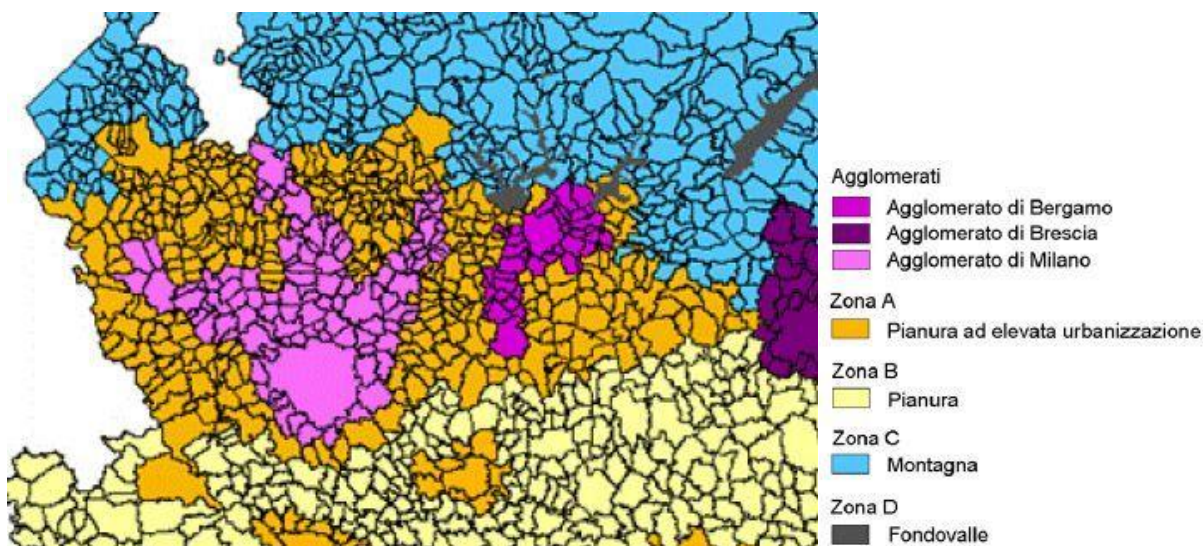 Agglomerati
Agglomerato di Bergamo
Agglomerato di Brescia
Agglomerato di Milano
Zona A
Pianura ad elevata urbanizzazione
Zona B
Pianura
Zona C
Montagna
Zona D
Fondovalle